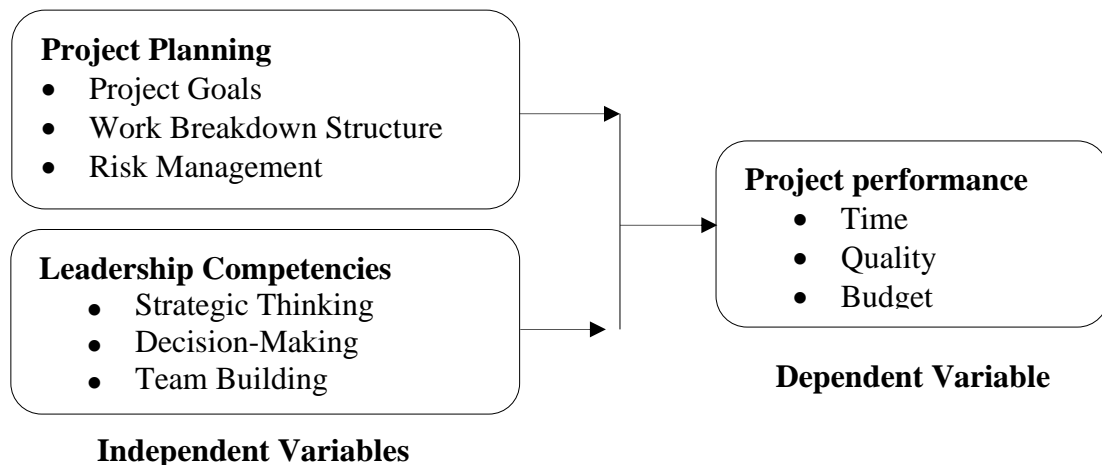 Project Planning
• Project Goals
• Work Breakdown Structure
• Risk Management
Leadership Competencies
• Strategic Thinking
• Decision-Making
• Team Building
Independent Variables
Project performance
• Time
• Quality
• Budget
Dependent Variable